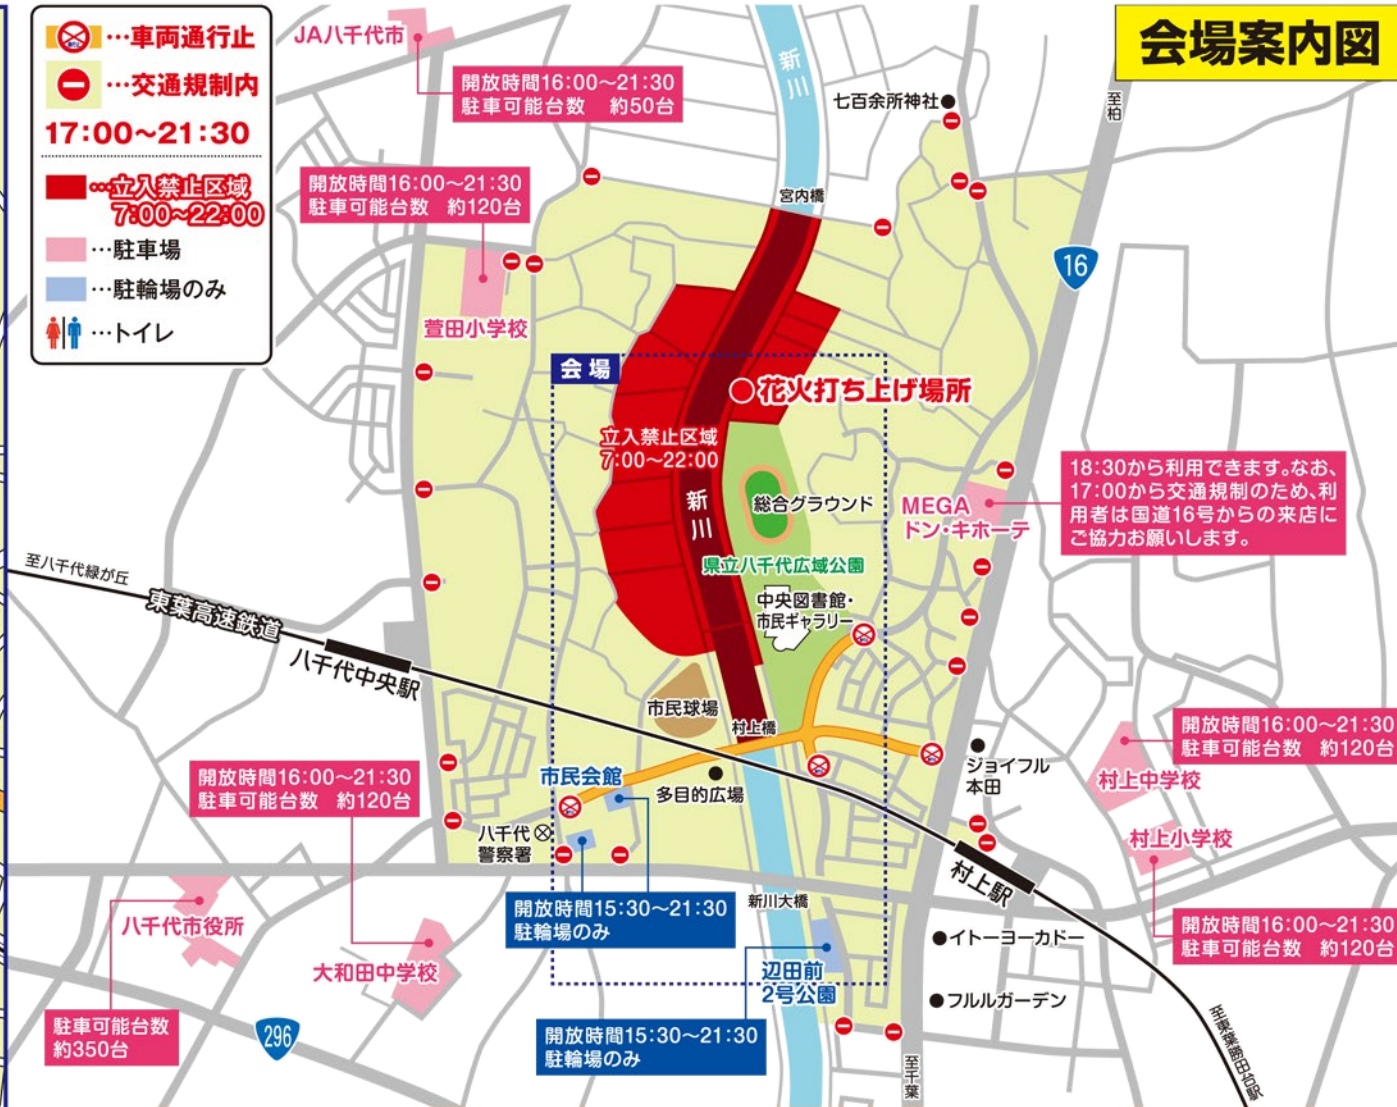 会場案内図
…車両通行止
…交通規制内
17:00～21:30
…立入禁止区域
7:00～22:00
…駐車場
…駐輪場のみ
…トイレ
JA八千代市
開放時間16:00～21:30
駐車可能台数 約50台
新川
七百余所神社
至柏
開放時間16:00～21:30
駐車可能台数 約120台
宮内橋
16
萱田小学校
会場
花火打ち上げ場所
立入禁止区域
7:00～22:00
新川
総合グラウンド
MEGA
ドン・キホーテ
18:30から利用できます。なお、
17:00から交通規制のため、利
用者は国道16号からの来店に
ご協力お願いします。
県立八千代広域公園
中央図書館・
市民ギャラリー
至八千代緑が丘
東葉高速鉄道
八千代中央駅
市民球場
村上橋
開放時間16:00～21:30
駐車可能台数 約120台
ジョイフル
本田
村上中学校
開放時間16:00～21:30
駐車可能台数 約120台
市民会館
多目的広場
八千代
警察署
村上小学校
村上駅
開放時間15:30～21:30
駐輪場のみ
新川大橋
八千代市役所
大和田中学校
イトーヨーカドー
開放時間16:00～21:30
駐車可能台数 約120台
辺田前
2号公園
フルルガーデン
駐車可能台数
約350台
296
開放時間15:30～21:30
駐輪場のみ
至千葉
至東葉勝田台駅